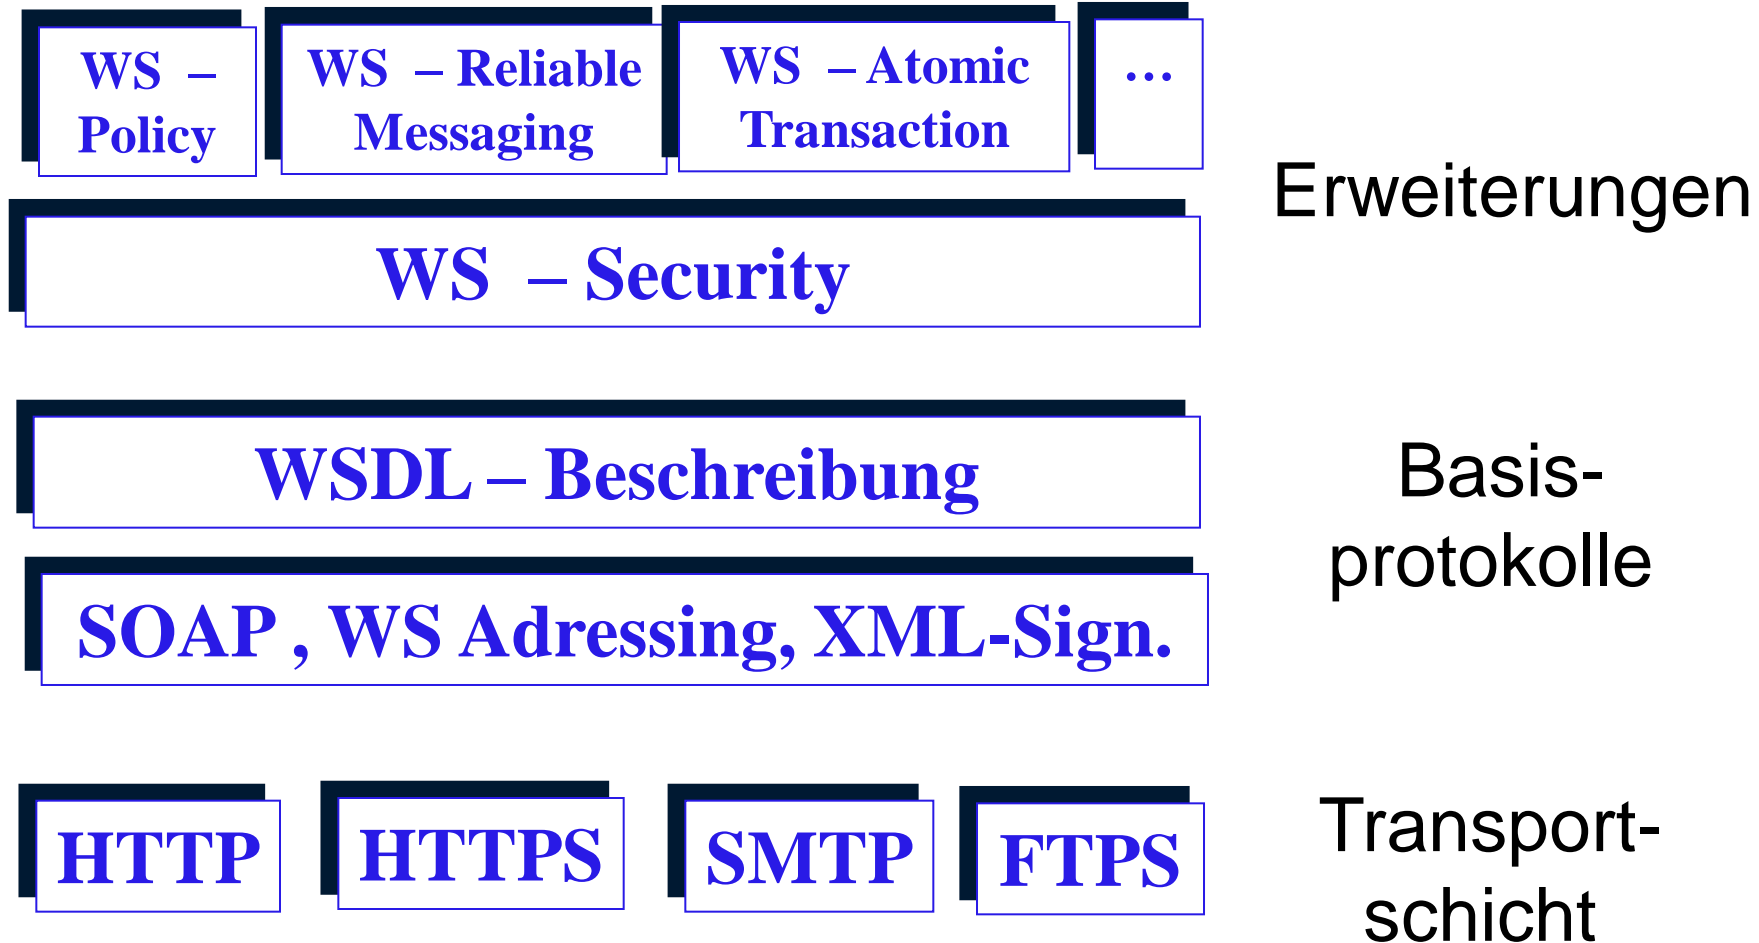 WS –
Policy
WS – Reliable
Messaging
WS – Atomic
Transaction
…
Erweiterungen
WS – Security
WSDL – Beschreibung
Basis-
protokolle
SOAP , WS Adressing, XML-Sign.
HTTP
HTTPS
SMTP
FTPS
Transport-
schicht